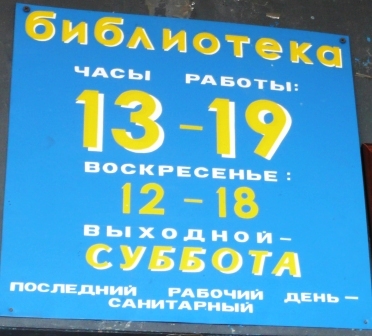 библиотека
ЧАСЫ РАБОТЫ:
13-19
ВОСКРЕСЕНЬЕ:
12-18
ВЫХОДНОЙ-
СУББОТА
ПОСЛЕДНИЙ РАБОЧИЙ ДЕНЬ-
САНИТАРНЫЙ